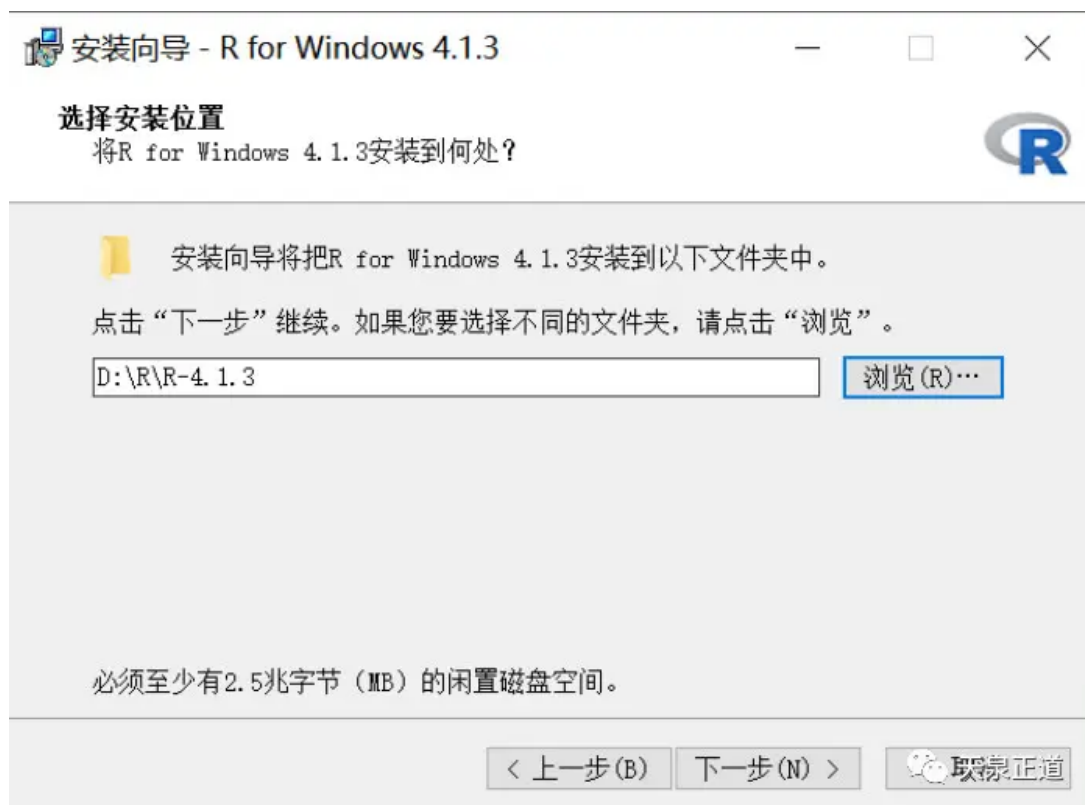 安装向导 - R for Windows 4.1.3
选择安装位置
将R for Windows 4.1.3安装到何处？
R
安装向导将把R for Windows 4.1.3安装到以下文件夹中。
点击“下一步”继续。如果您要选择不同的文件夹，请点击“浏览”。
D:\R\R-4.1.3
浏览(R)…
必须至少有2.5兆字节（MB）的闲置磁盘空间。
< 上一步(B)
下一步(N) >
正道